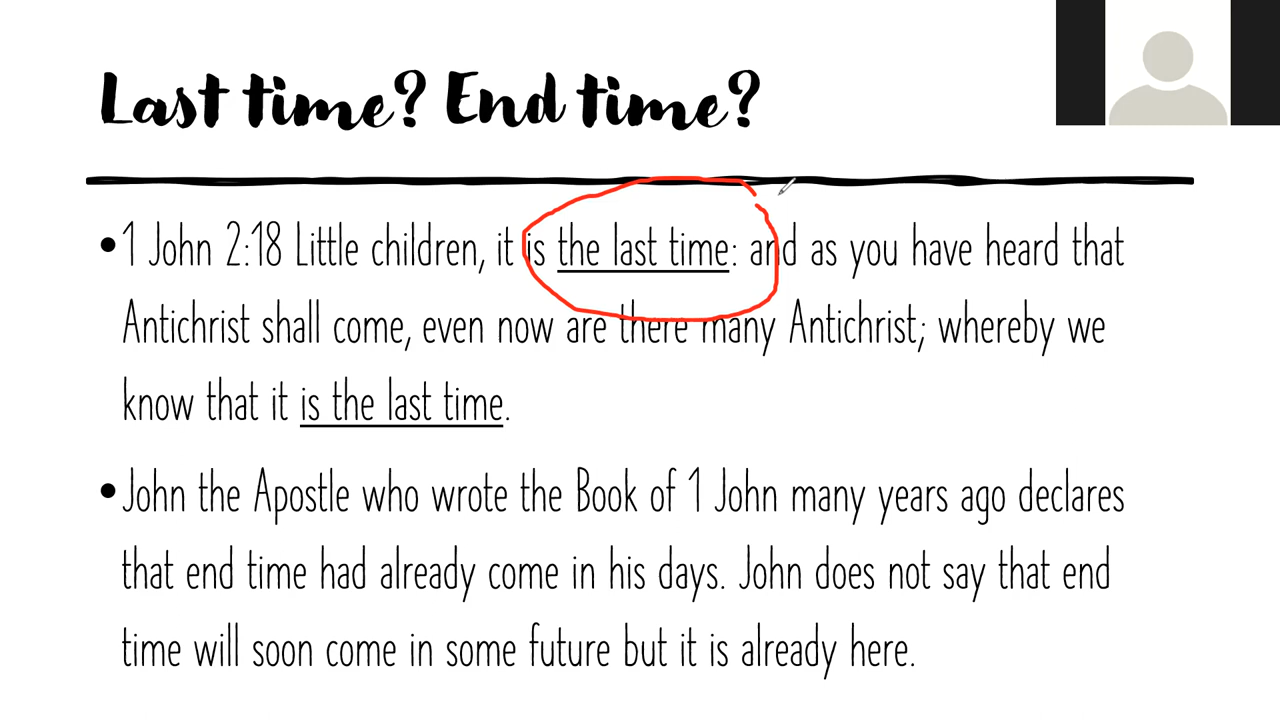 Last time? End time?
•1 John 2:18 Little children, it is the last time: and as you have heard that
Antichrist shall come, even now are there many Antichrist; whereby we
know that it is the last time.
•John the Apostle who wrote the Book of 1 John many years ago declares
that end time had already come in his days. John does not say that end
time will soon come in some future but it is already here.